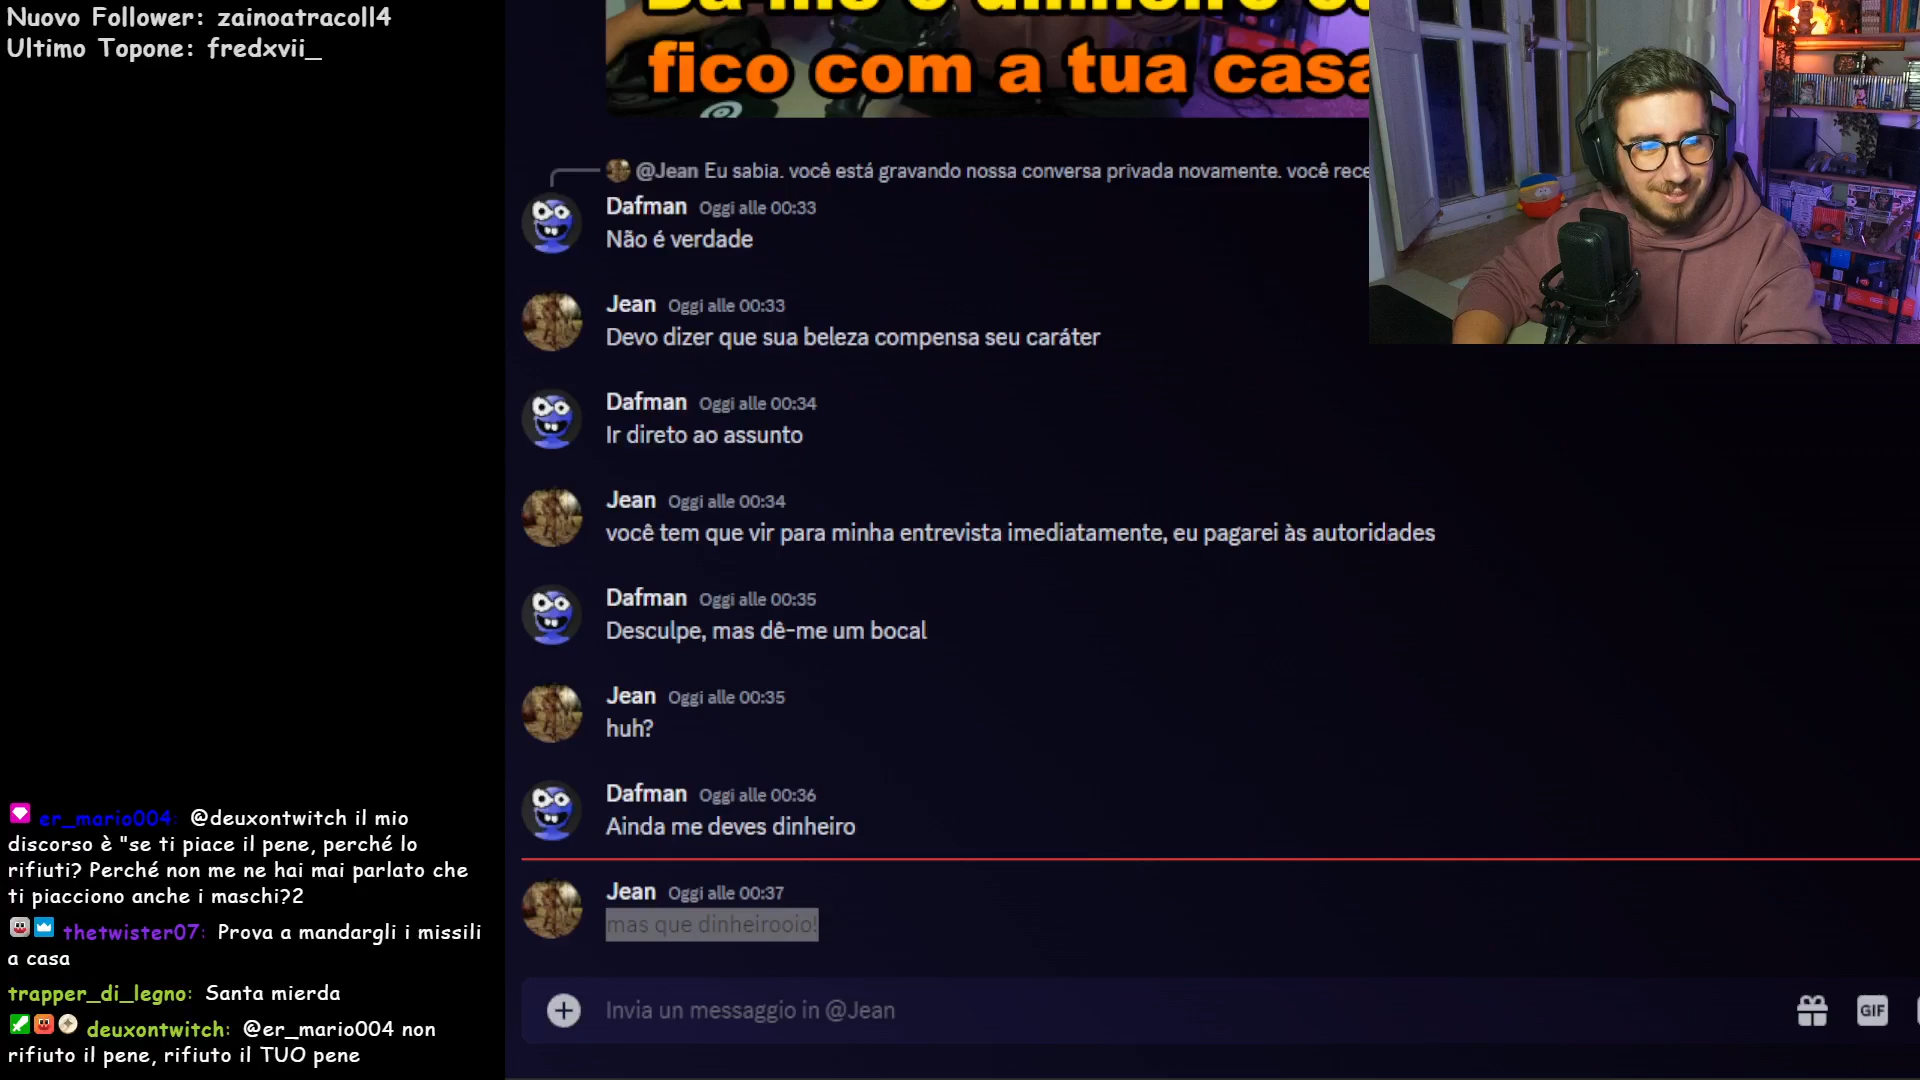 Nuovo Follower: zainoatracoll4
Ultimo Topone: fredxvii_
fico com a tua casa
@Jean Eu sabia. você está gravando nossa conversa privada novamente. você rece
Dafman Oggi alle 00:33
Não é verdade
Jean Oggi alle 00:33
Devo dizer que sua beleza compensa seu caráter
Dafman Oggi alle 00:34
Ir direto ao assunto
Jean Oggi alle 00:34
você tem que vir para minha entrevista imediatamente, eu pagarei às autoridades
Dafman Oggi alle 00:35
Desculpe, mas dê-me um bocal
Jean Oggi alle 00:35
huh?
Dafman Oggi alle 00:36
Ainda me deves dinheiro
Jean Oggi alle 00:37
mas que dinheirooio!
Invia un messaggio in @Jean
GIF
er_mario004: @deuxontwitch il mio
discorso è "se ti piace il pene, perché lo
rifiuti? Perché non me ne hai mai parlato che
ti piacciono anche i maschi?2
thetwister07: Prova a mandargli i missili
a casa
trapper_di_legno: Santa mierda
deuxontwitch: @er_mario004 non
rifiuto il pene, rifiuto il TUO pene